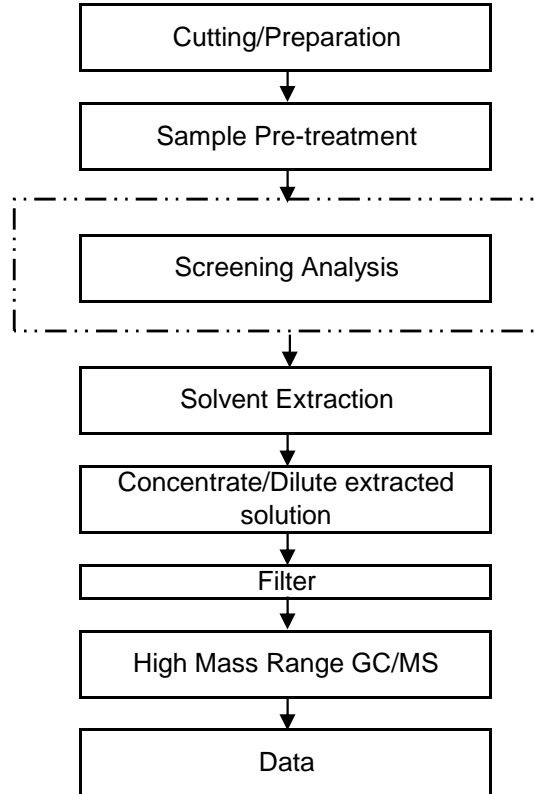 Cutting/Preparation
Sample Pre-treatment
Screening Analysis
Solvent Extraction
Concentrate/Dilute extracted
solution
Filter
High Mass Range GC/MS
Data